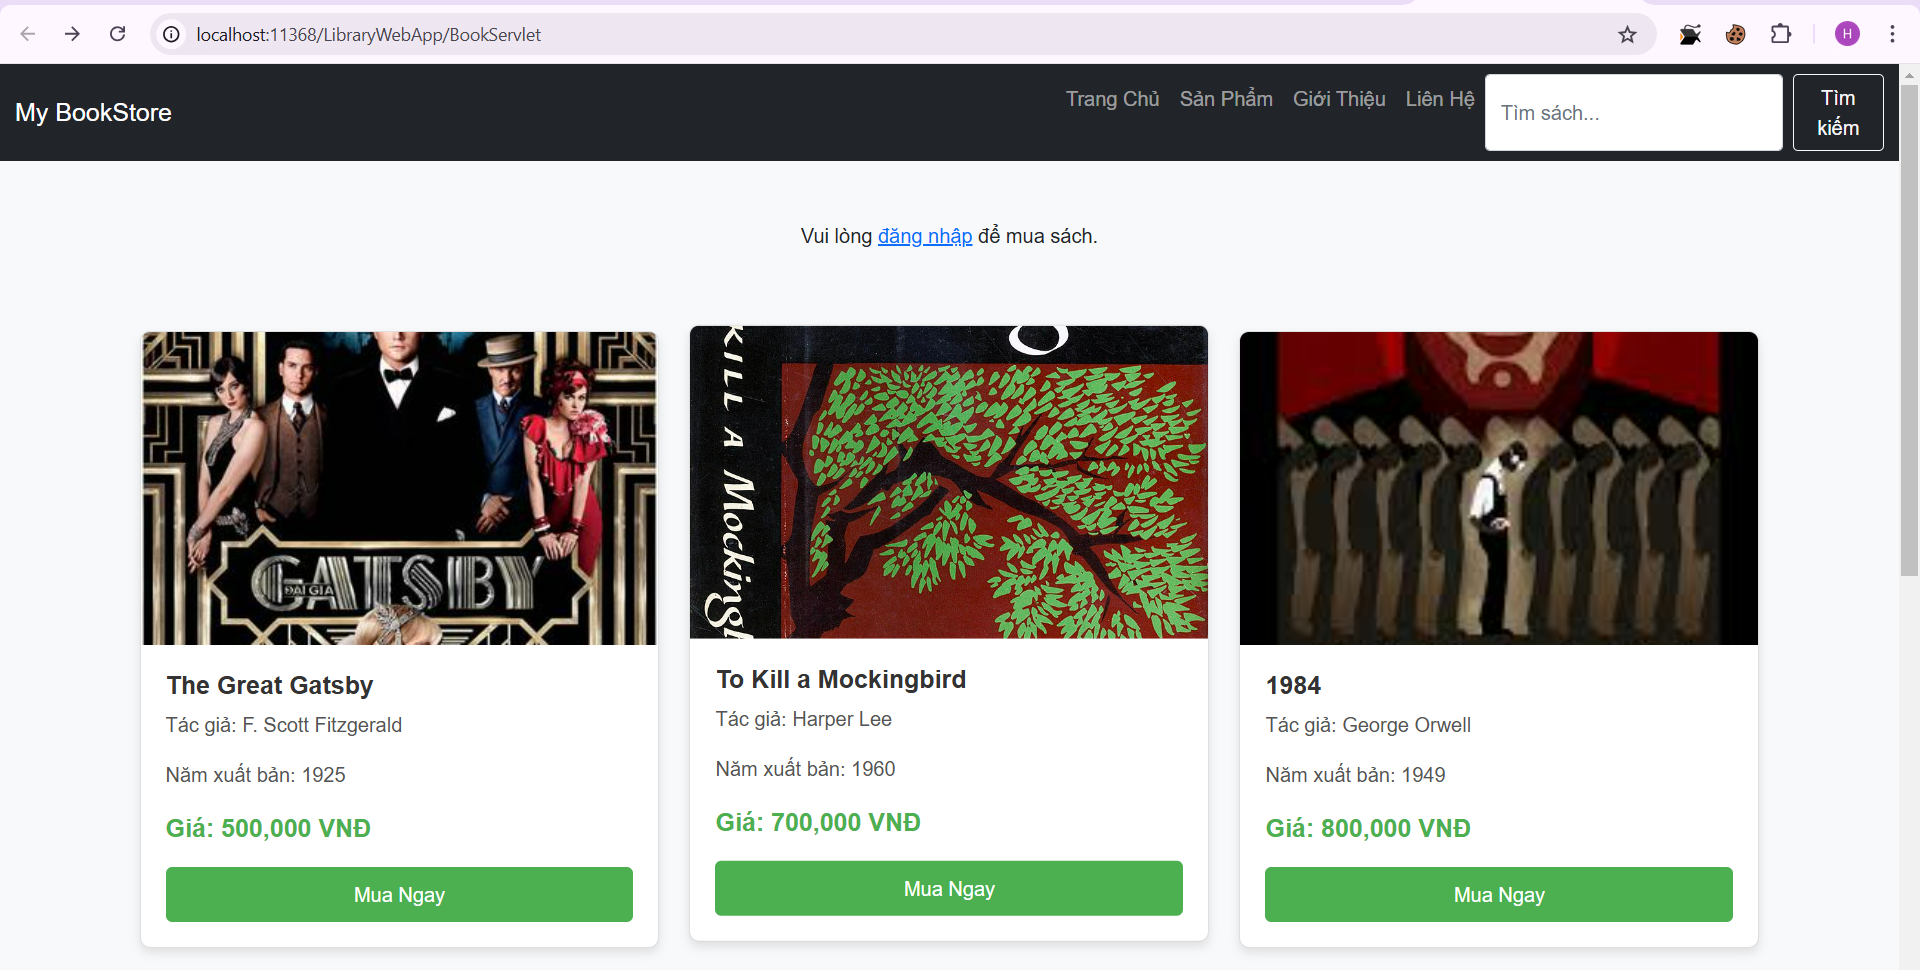 localhost:11368/LibraryWebApp/BookServlet
H
My BookStore
Trang Chủ Sản Phẩm Giới Thiệu Liên Hệ
Tìm sách...
Tìm
kiếm
Vui lòng đăng nhập để mua sách.
GATSBY
ĐẠI GIA
KILL A Mockingb
The Great Gatsby
Tác giả: F. Scott Fitzgerald
Năm xuất bản: 1925
Giá: 500,000 VNĐ
Mua Ngay
To Kill a Mockingbird
Tác giả: Harper Lee
Năm xuất bản: 1960
Giá: 700,000 VNĐ
Mua Ngay
1984
Tác giả: George Orwell
Năm xuất bản: 1949
Giá: 800,000 VNĐ
Mua Ngay